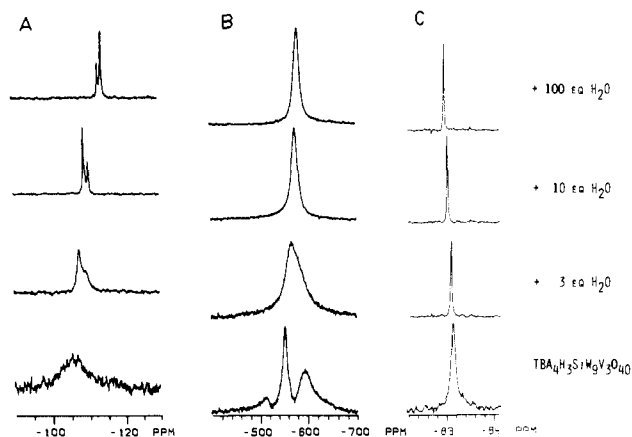 A
B
C
+ 100 EQ H2O
+ 10 EQ H2O
+ 3 EQ H2O
TBA4H3SiW9V3O40
-100 -120 PPM
-500 -600 -700 PPM
-83 PPM